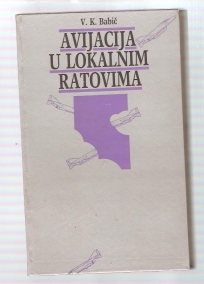 V. K. Babič
AVIJACIJA
U LOKALNIM
RATOVIMA